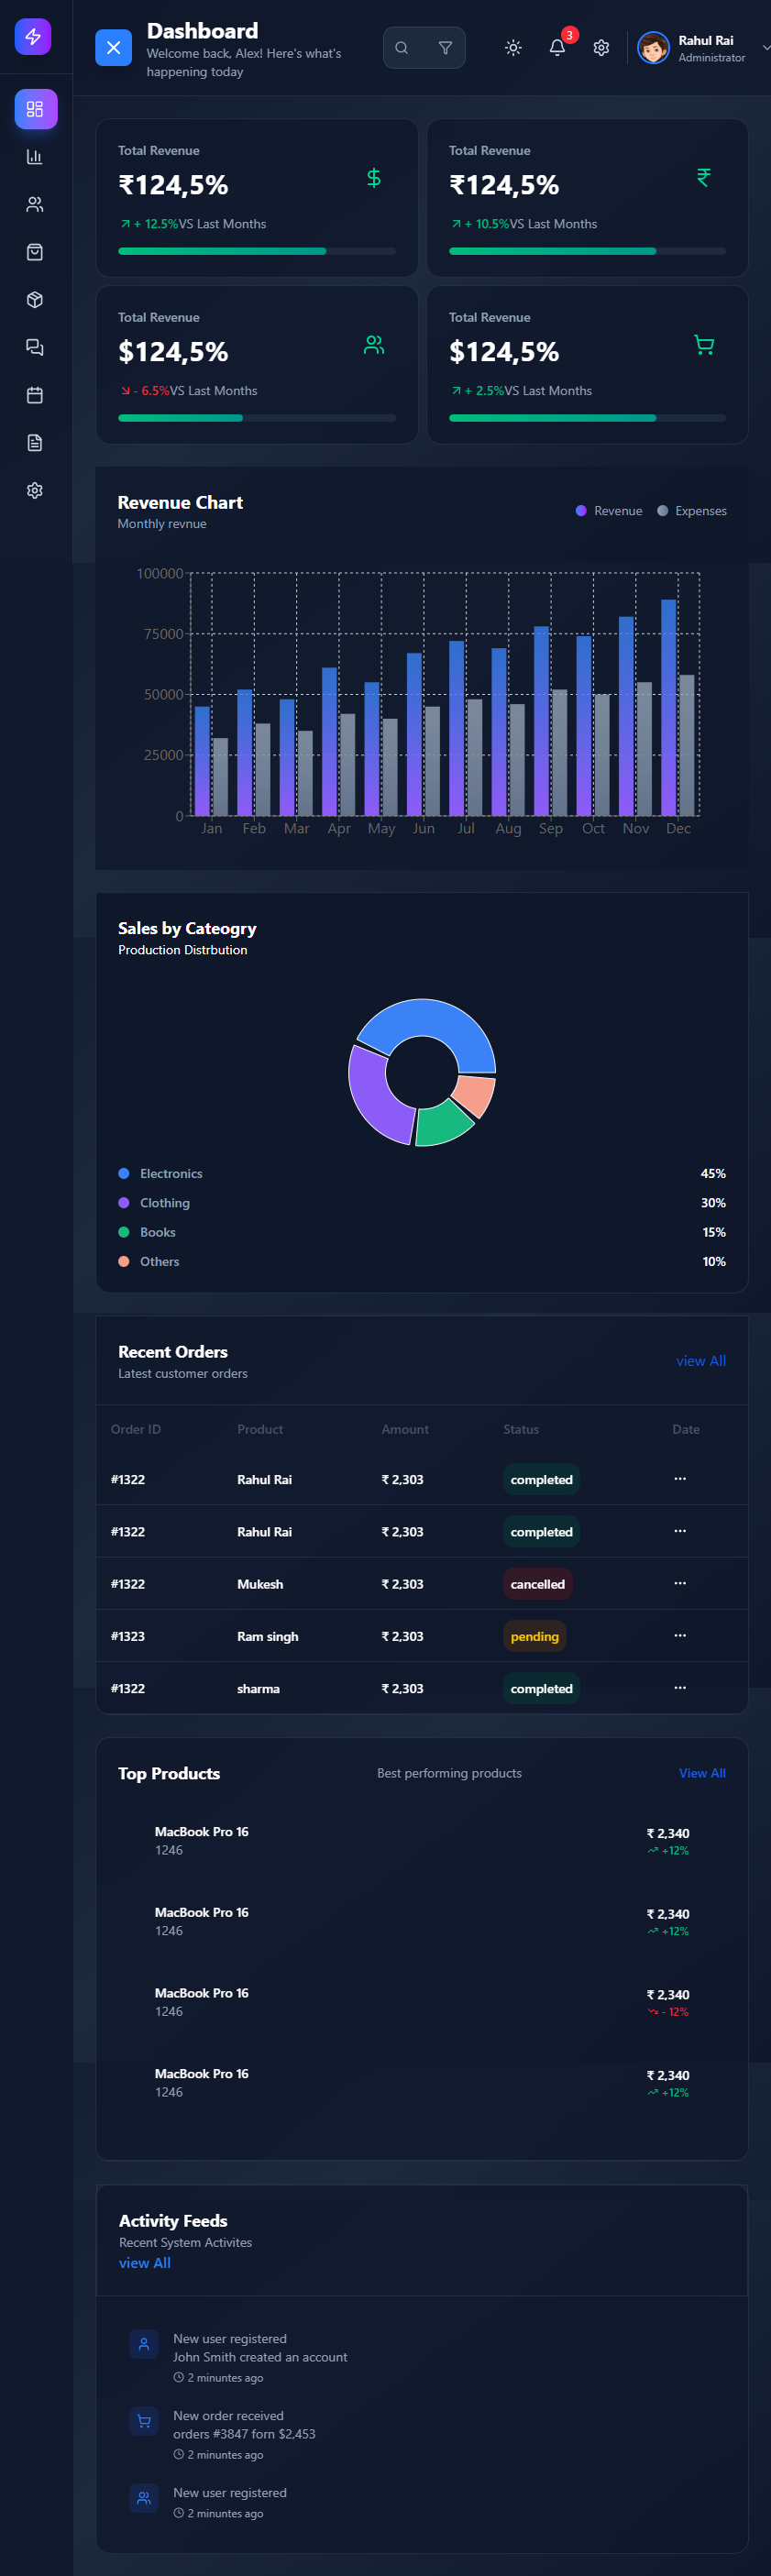 Dashboard
Welcome back, Alex! Here's what's
happening today
3
Rahul Rai
Administrator
Total Revenue
₹124,5%
+ 12.5%VS Last Months
Total Revenue
₹124,5%
+ 10.5%VS Last Months
Total Revenue
$124,5%
- 6.5%VS Last Months
Total Revenue
$124,5%
+ 2.5%VS Last Months
Revenue Chart
Monthly revnue
Revenue Expenses
100000
75000
50000
25000
0
Jan Feb Mar Apr May Jun Jul Aug Sep Oct Nov Dec
Sales by Cateogry
Production Distrbution
Electronics 45%
Clothing 30%
Books 15%
Others 10%
Recent Orders
Latest customer orders
view All
Order ID Product Amount Status Date
#1322 Rahul Rai ₹ 2,303 completed ...
#1322 Rahul Rai ₹ 2,303 completed ...
#1322 Mukesh ₹ 2,303 cancelled ...
#1323 Ram singh ₹ 2,303 pending ...
#1322 sharma ₹ 2,303 completed ...
Top Products Best performing products View All
MacBook Pro 16 ₹ 2,340
1246 +12%
MacBook Pro 16 ₹ 2,340
1246 +12%
MacBook Pro 16 ₹ 2,340
1246 - 12%
MacBook Pro 16 ₹ 2,340
1246 +12%
Activity Feeds
Recent System Activites
view All
New user registered
John Smith created an account
2 minuntes ago
New order received
orders #3847 forn $2,453
2 minuntes ago
New user registered
2 minuntes ago